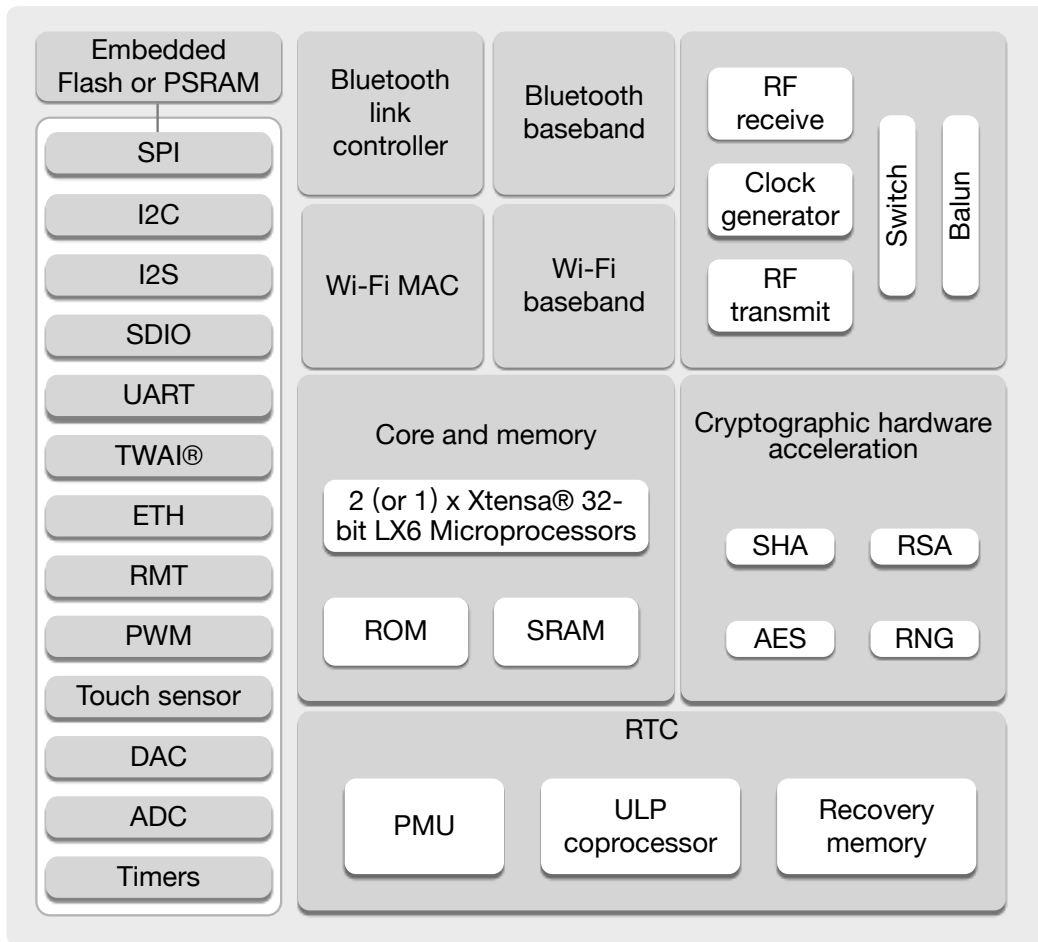 Embedded
Flash or PSRAM
SPI
I2C
I2S
SDIO
UART
TWAI®
ETH
RMT
PWM
Touch sensor
DAC
ADC
Timers
Bluetooth
link
controller
Bluetooth
baseband
Wi-Fi MAC
Wi-Fi
baseband
RF
receive
Clock
generator
RF
transmit
Switch
Balun
Core and memory
2 (or 1) x Xtensa® 32-
bit LX6 Microprocessors
ROM
SRAM
Cryptographic hardware
acceleration
SHA
RSA
AES
RNG
RTC
PMU
ULP
coprocessor
Recovery
memory